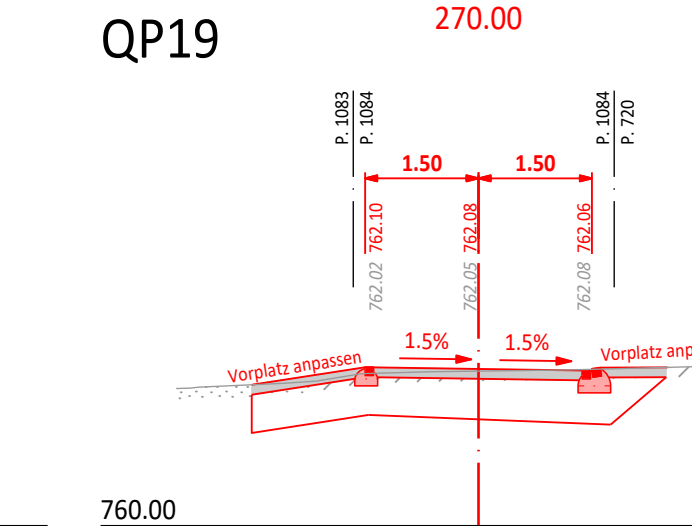 QP19
270.00
P. 1083
P. 1084
P. 1084
P. 720
1.50
1.50
762.10
762.08
762.06
762.02
762.05
762.08
1.5%
1.5%
Vorplatz anpassen
Vorplatz anp
760.00